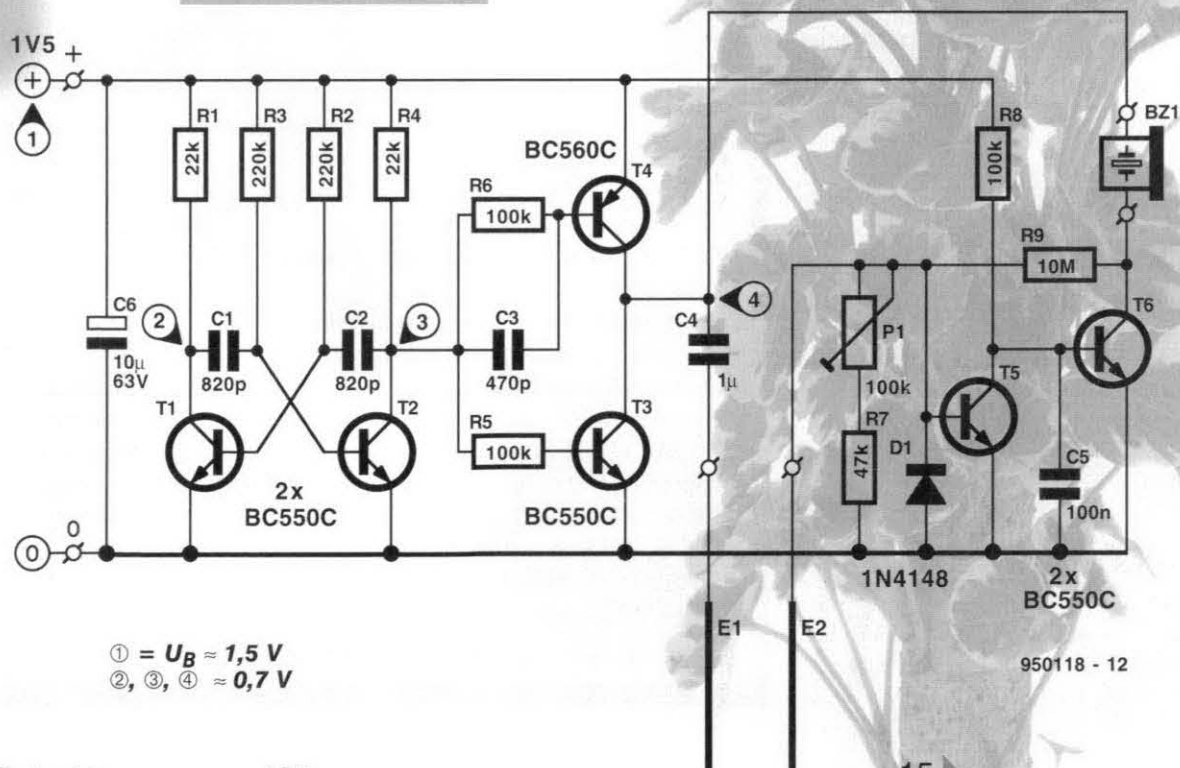 1V5 +
+
1
R1
22k
R3
220k
R2
220k
R4
22k
BC560C
T4
R6
100k
R8
100k
BZ1
R9
10M
C6
10µ
63V
2
C1
820p
C2
820p
3
C3
470p
4
C4
1µ
P1
100k
T6
T1
T2
R5
100k
T3
R7
47k
D1
T5
C5
100n
2x
BC550C
BC550C
0
0
1N4148
2x
BC550C
E1
E2
① = UB ≈ 1,5 V
②, ③, ④ ≈ 0,7 V
950118 - 12